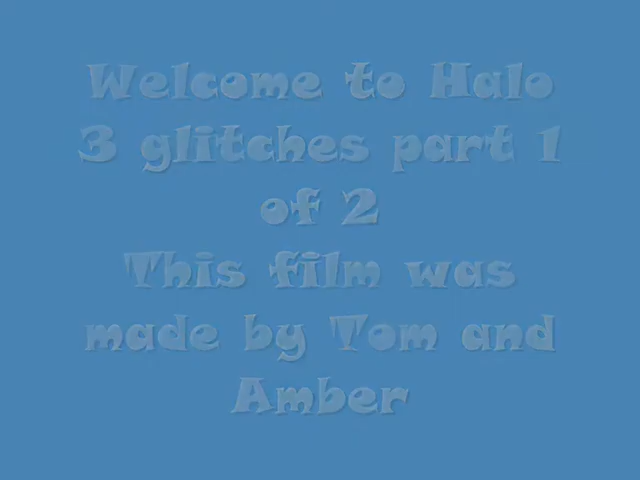 Welcome to Halo
3 glitches part 1
of 2
This film was
made by Tom and
Amber